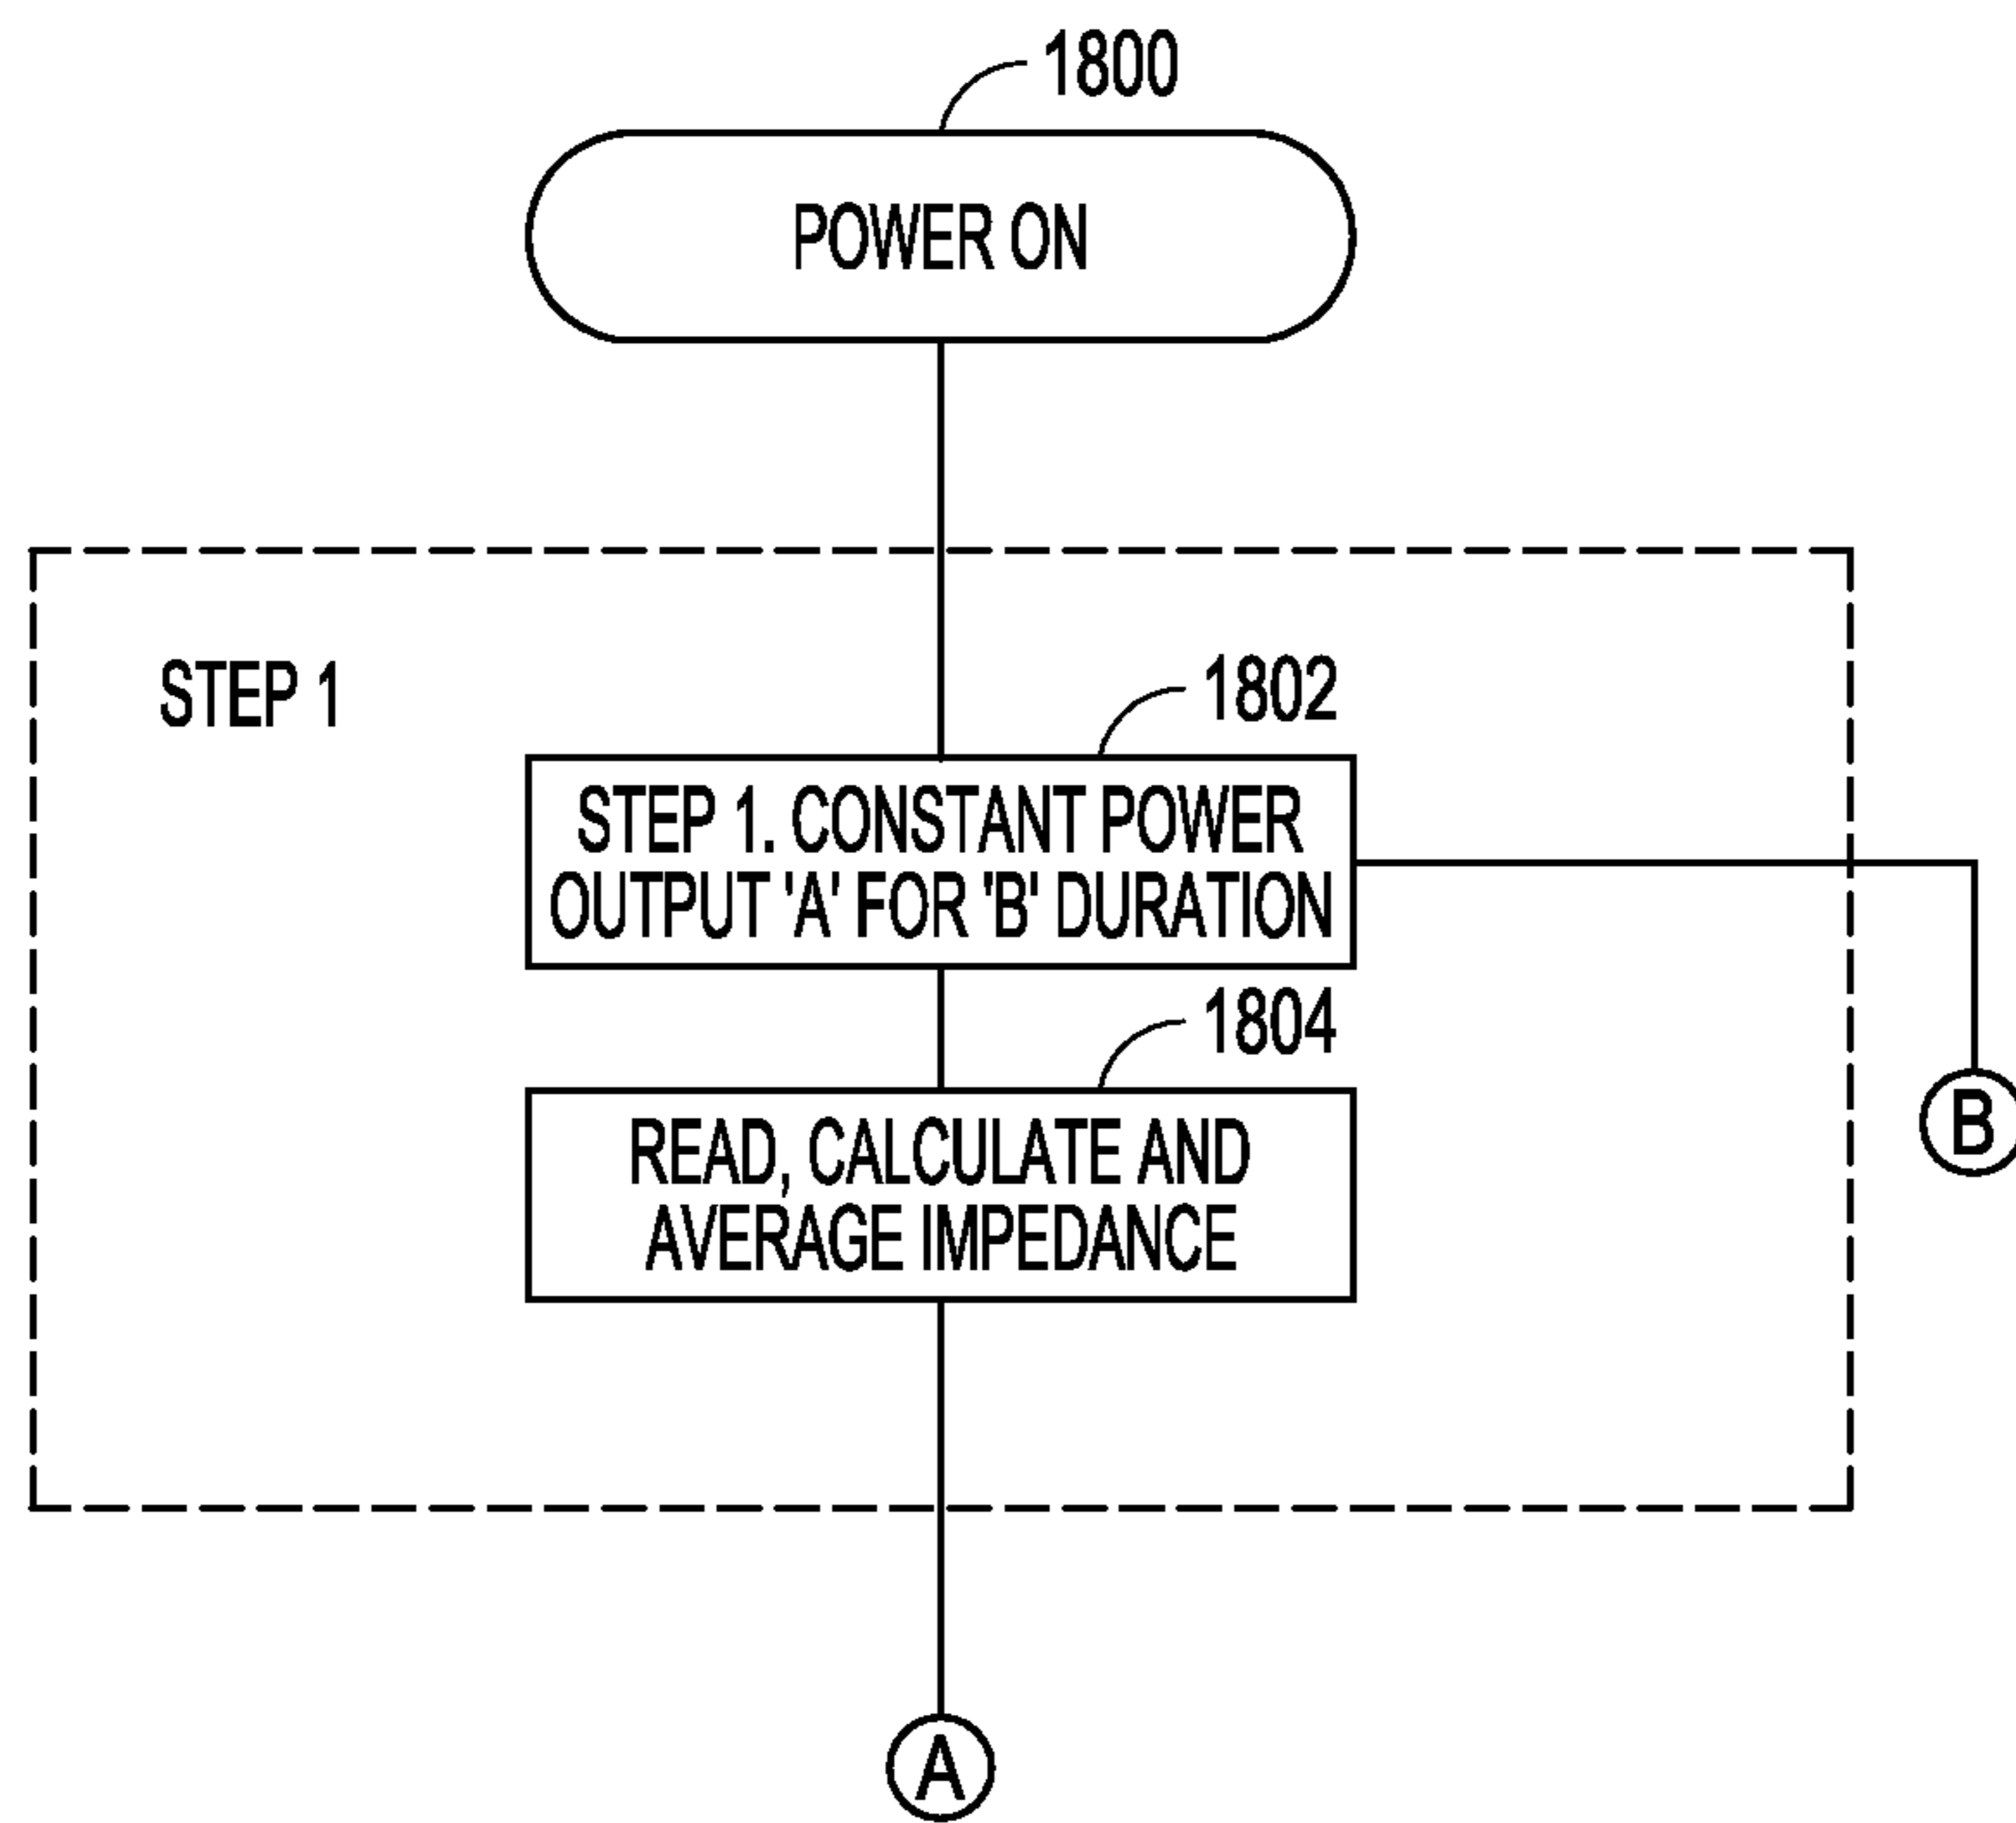 1800
POWER ON
STEP 1
1802
STEP 1. CONSTANT POWER
OUTPUT 'A' FOR 'B' DURATION
1804
READ, CALCULATE AND
AVERAGE IMPEDANCE
B
A